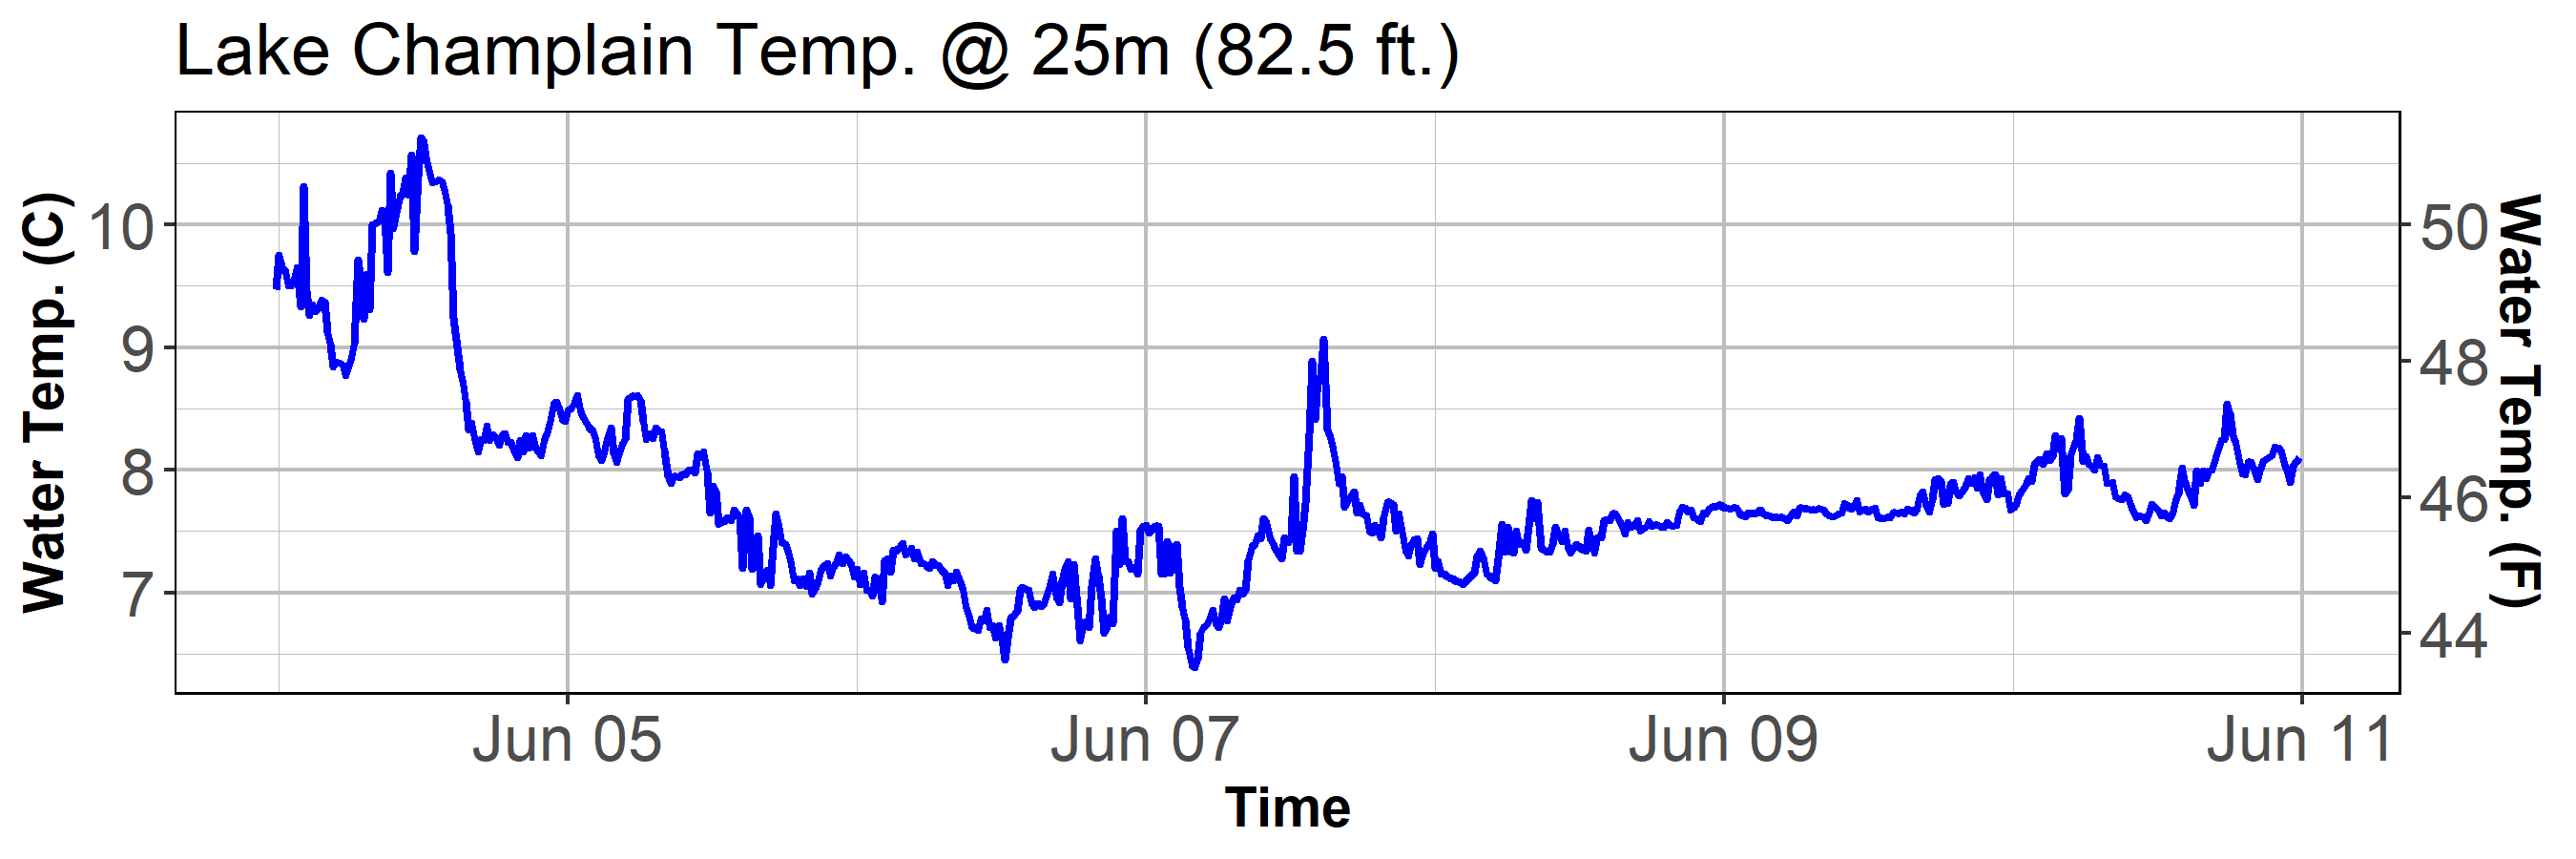 Lake Champlain Temp. @ 25m (82.5 ft.)
Water Temp. (C)
10
9
8
7
50
48
46
44
Water Temp. (F)
Jun 05
Jun 07
Jun 09
Jun 11
Time